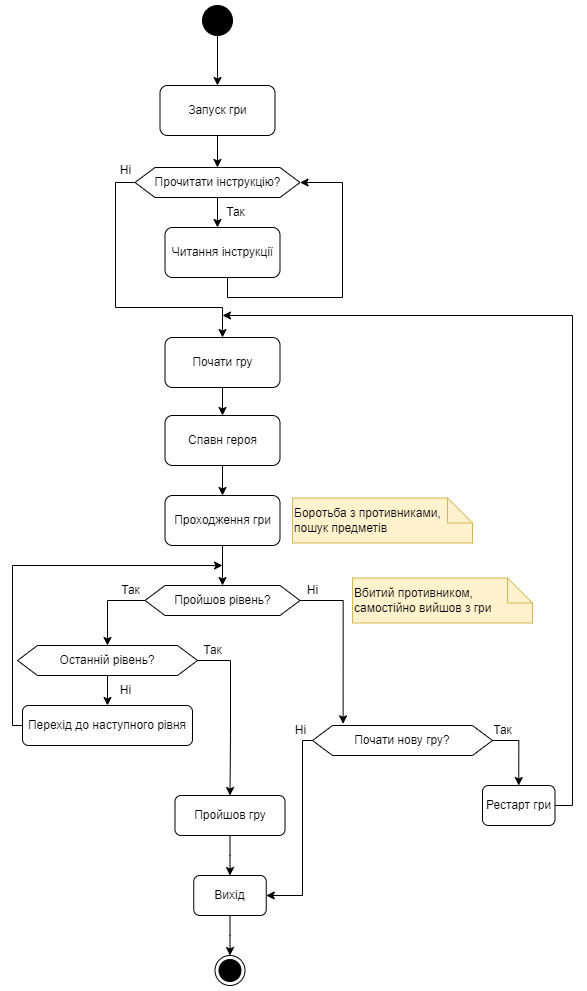 Запуск гри
Ні
Прочитати інструкцію?
Так
Читання інструкції
Почати гру
Спавн героя
Проходження гри
Боротьба з противниками,
пошук предметів
Так
Пройшов рівень?
Ні
Вбитий противником,
самостійно вийшов з гри
Останній рівень?
Так
Ні
Перехід до наступного рівня
Ні
Почати нову гру?
Так
Рестарт гри
Пройшов гру
Вихід